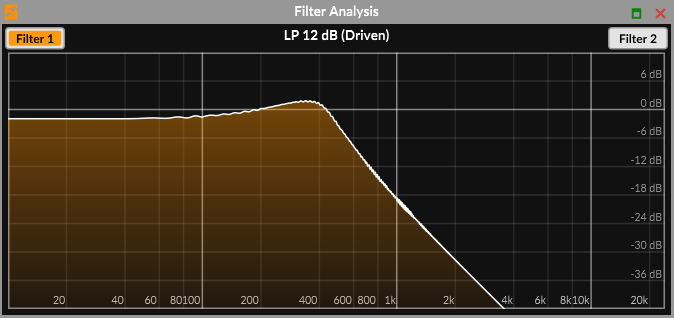 Filter Analysis
Filter 1
LP 12 dB (Driven)
Filter 2
6 dB
0 dB
-6 dB
-12 dB
-18 dB
-24 dB
-30 dB
-36 dB
20 40 60 80100 200 400 600 800 1k 2k 4k 6k 8k10k 20k